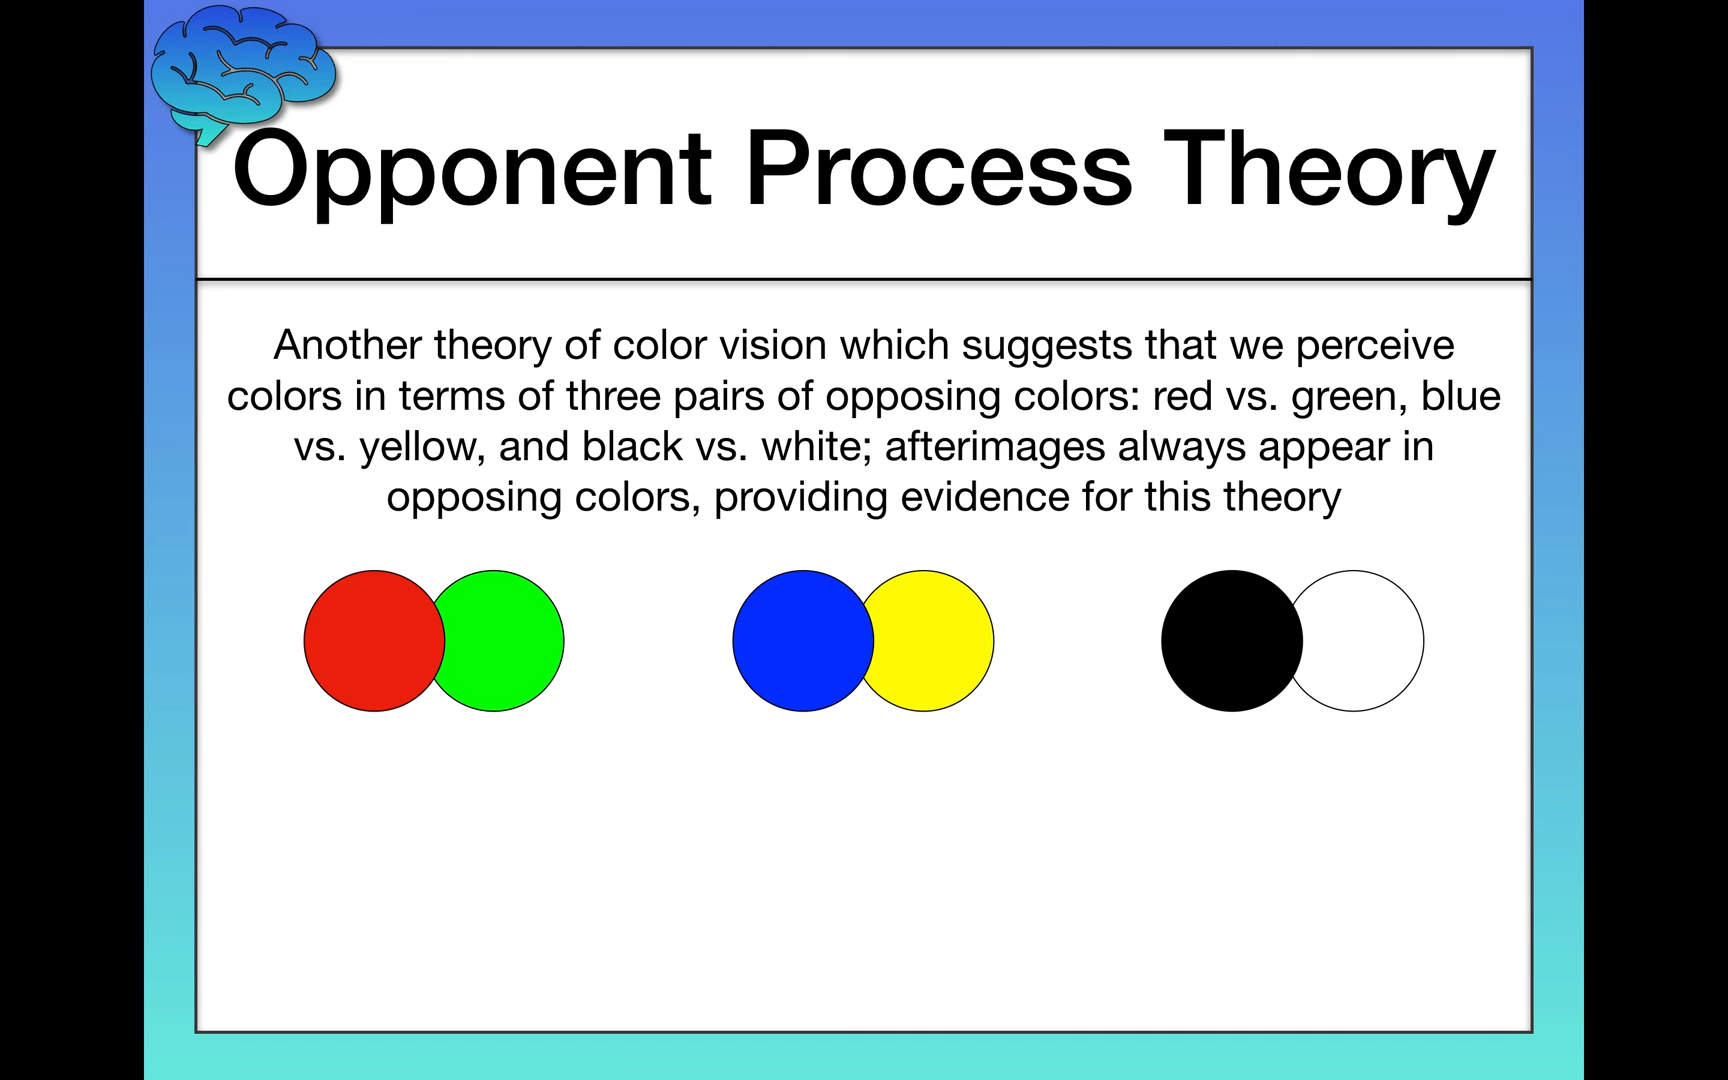 Opponent Process Theory
Another theory of color vision which suggests that we perceive
colors in terms of three pairs of opposing colors: red vs. green, blue
vs. yellow, and black vs. white; afterimages always appear in
opposing colors, providing evidence for this theory